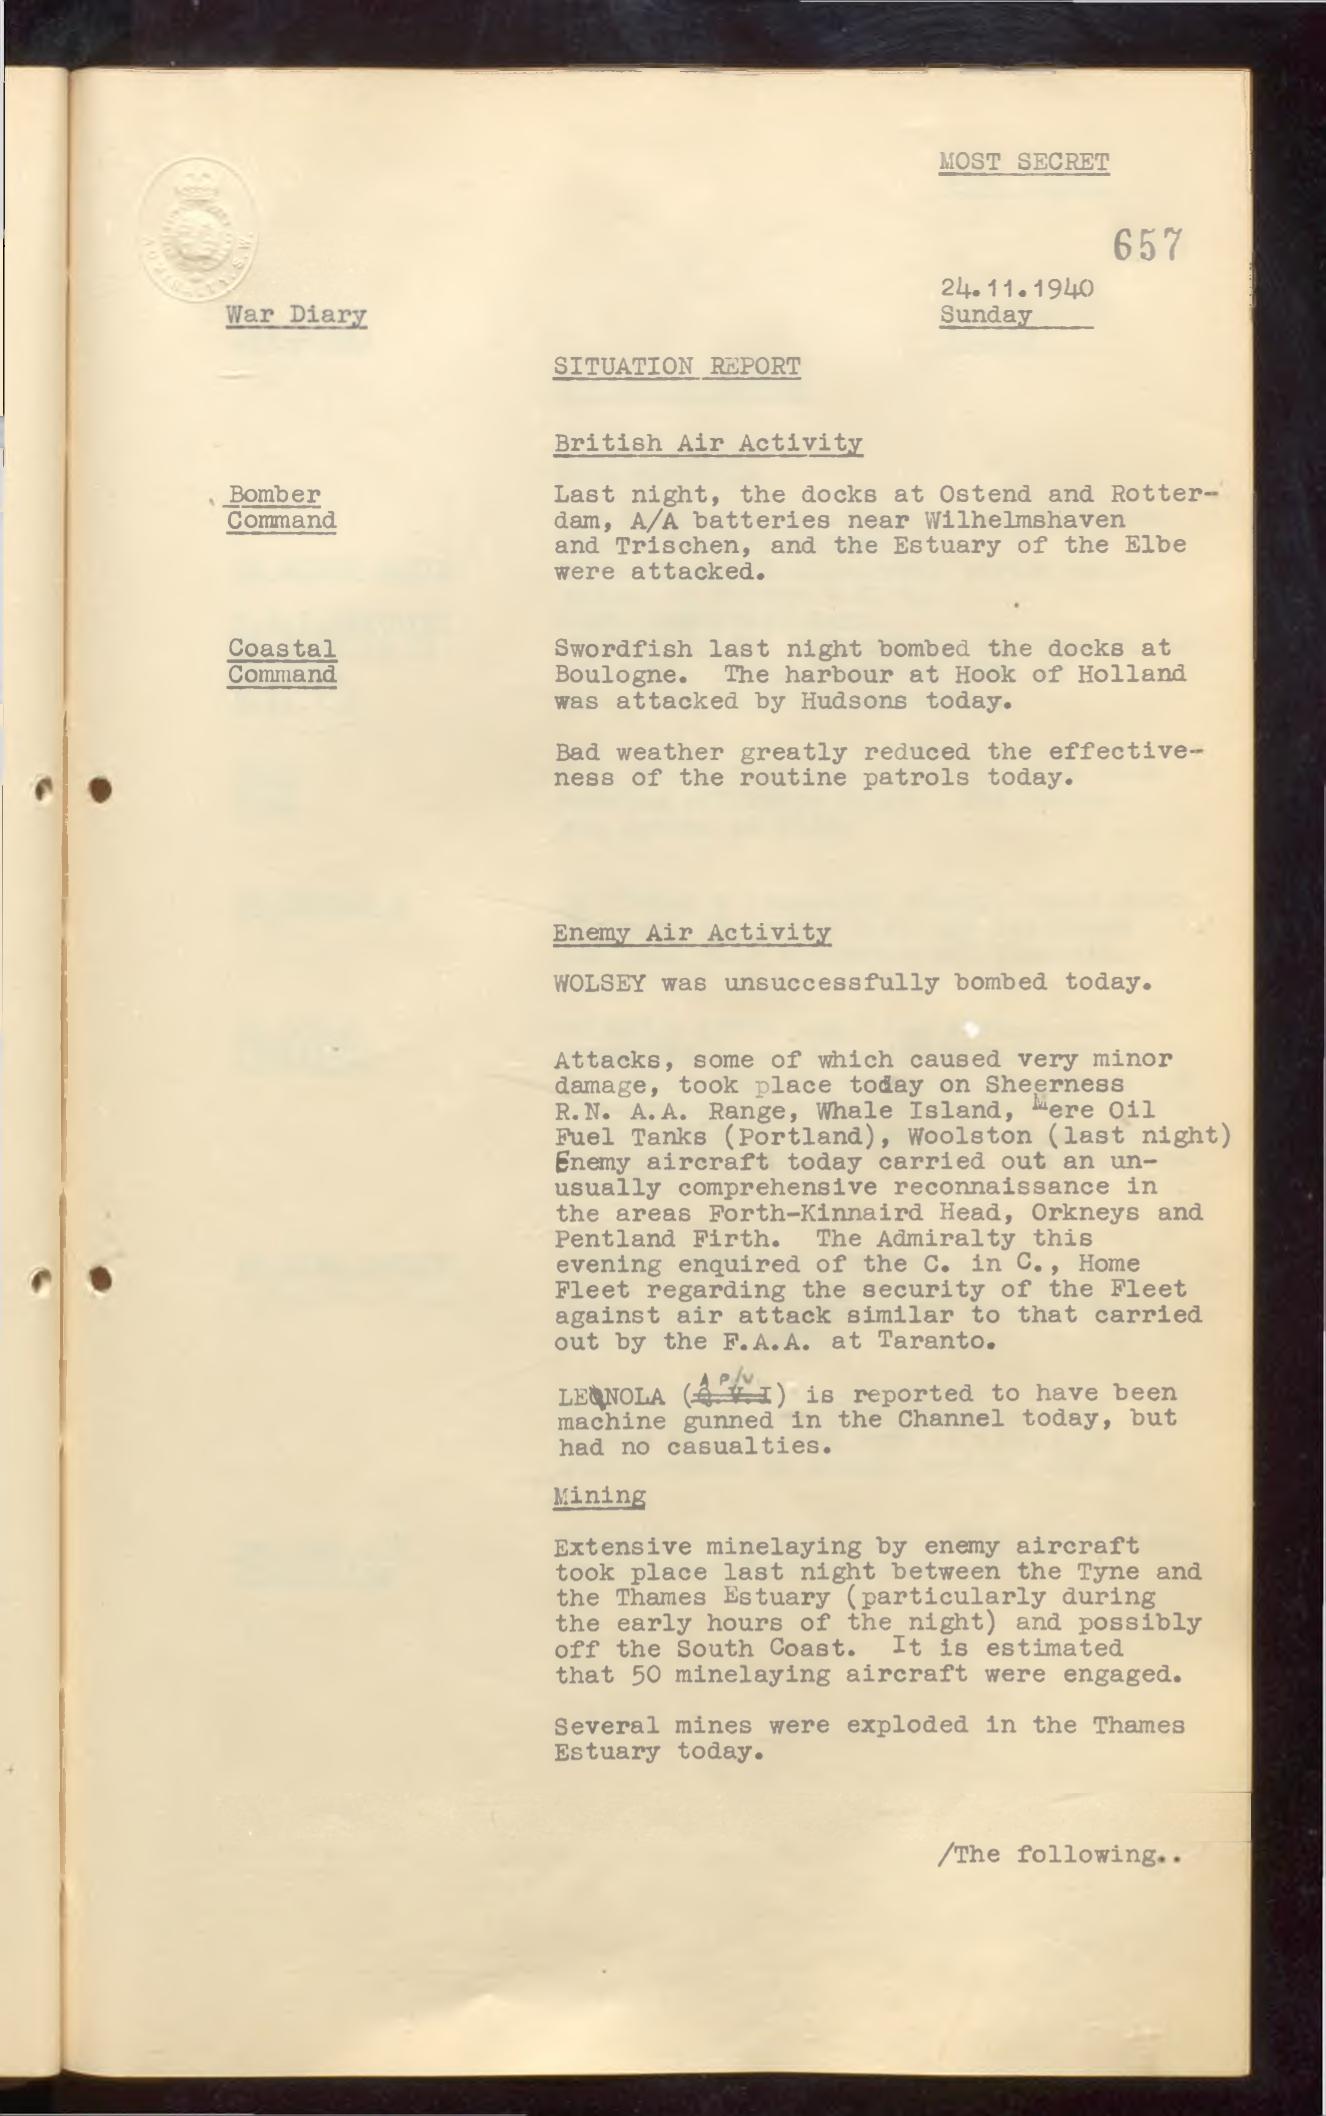 MOST SECRET
657
24.11.1940
Sunday
War Diary
SITUATION REPORT
British Air Activity
Bomber
Command
Last night, the docks at Ostend and Rotter-
dam, A/A batteries near Wilhelmshaven
and Trischen, and the Estuary of the Elbe
were attacked.
Coastal
Command
Swordfish last night bombed the docks at
Boulogne. The harbour at Hook of Holland
was attacked by Hudsons today.
Bad weather greatly reduced the effective-
ness of the routine patrols today.
Enemy Air Activity
WOLSEY was unsuccessfully bombed today.
Attacks, some of which caused very minor
damage, took place today on Sheerness
R.N. A.A. Range, Whale Island, Mere Oil
Fuel Tanks (Portland), Woolston (last night)
Enemy aircraft today carried out an un-
usually comprehensive reconnaissance in
the areas Forth-Kinnaird Head, Orkneys and
Pentland Firth. The Admiralty this
evening enquired of the C. in C., Home
Fleet regarding the security of the Fleet
against air attack similar to that carried
out by the F.A.A. at Taranto.
A P/V
is reported to have been
machine gunned in the Channel today, but
had no casualties.
Mining
Extensive minelaying by enemy aircraft
took place last night between the Tyne and
the Thames Estuary (particularly during
the early hours of the night) and possibly
off the South Coast. It is estimated
that 50 minelaying aircraft were engaged.
Several mines were exploded in the Thames
Estuary today.
/The following..